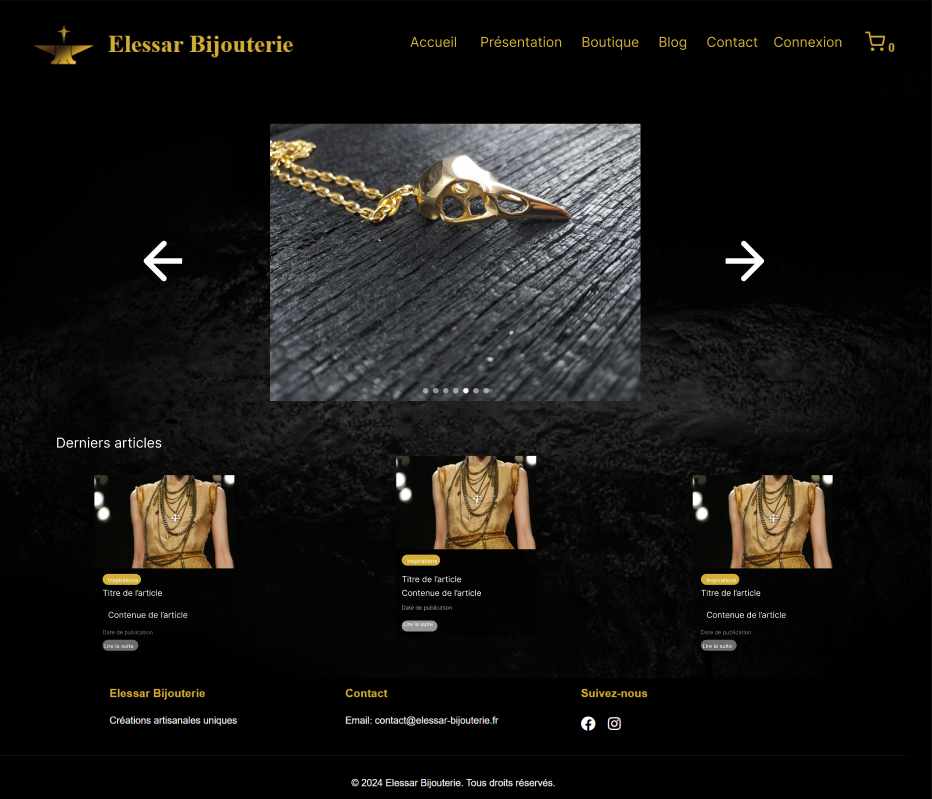 Elessar Bijouterie
Accueil Présentation Boutique Blog Contact Connexion 0
Derniers articles
Inspirations
Titre de l'article
Contenue de l'article
Date de publication
Lire la suite
Inspirations
Titre de l'article
Contenue de l'article
Date de publication
Lire la suite
Inspirations
Titre de l'article
Contenue de l'article
Date de publication
Lire la suite
Elessar Bijouterie
Créations artisanales uniques
Contact
Email: contact@elessar-bijouterie.fr
Suivez-nous
© 2024 Elessar Bijouterie. Tous droits réservés.